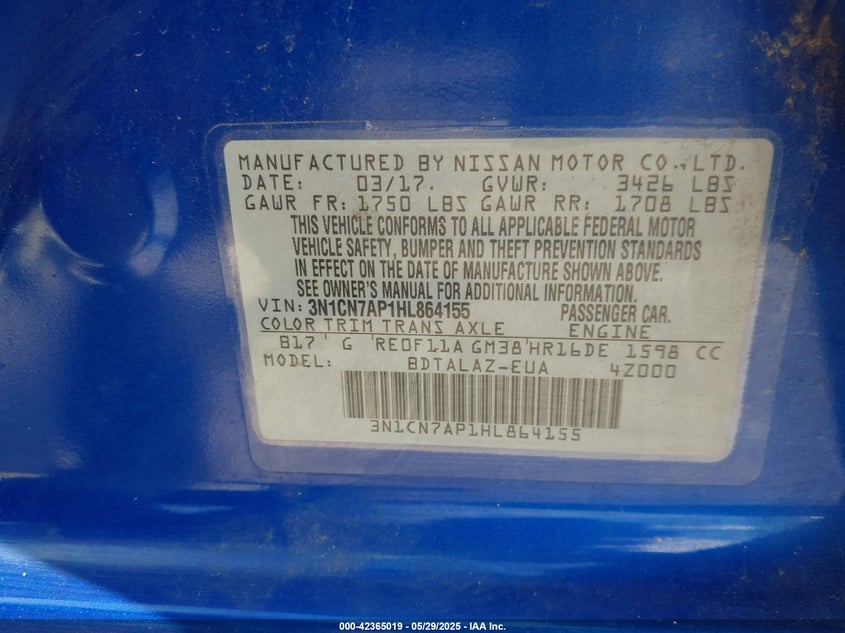 MANUFACTURED BY NISSAN MOTOR CO., LTD.
DATE: 03/17. GVWR: 3426 LBS
GAWR FR: 1750 LBS GAWR RR: 1708 LBS
THIS VEHICLE CONFORMS TO ALL APPLICABLE FEDERAL MOTOR
VEHICLE SAFETY, BUMPER AND THEFT PREVENTION STANDARDS
IN EFFECT ON THE DATE OF MANUFACTURE SHOWN ABOVE.
SEE OWNER'S MANUAL FOR ADDITIONAL INFORMATION.
VIN: 3N1CN7AP1HL864155 PASSENGER CAR.
COLOR TRIM TRANS AXLE ENGINE
B17 G RE0F11A GM38 HR16DE 1598 CC
MODEL: BDTALAZ-EUA 4Z000
3N1CN7AP1HL864155
000-42365019 - 05/29/2025 - IAA Inc.